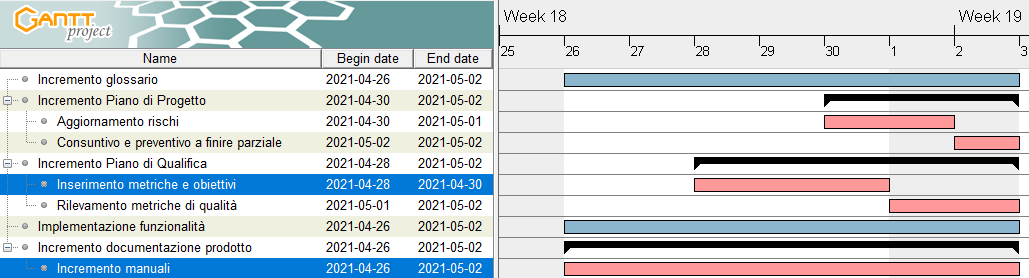 GANTT project
Week 18 Week 19
25 26 27 28 29 30 1 2 3
Name Begin date End date
Incremento glossario 2021-04-26 2021-05-02
Incremento Piano di Progetto 2021-04-30 2021-05-02
Aggiornamento rischi 2021-04-30 2021-05-01
Consuntivo e preventivo a finire parziale 2021-05-02 2021-05-02
Incremento Piano di Qualifica 2021-04-28 2021-05-02
Inserimento metriche e obiettivi 2021-04-28 2021-04-30
Rilevamento metriche di qualità 2021-05-01 2021-05-02
Implementazione funzionalità 2021-04-26 2021-05-02
Incremento documentazione prodotto 2021-04-26 2021-05-02
Incremento manuali 2021-04-26 2021-05-02